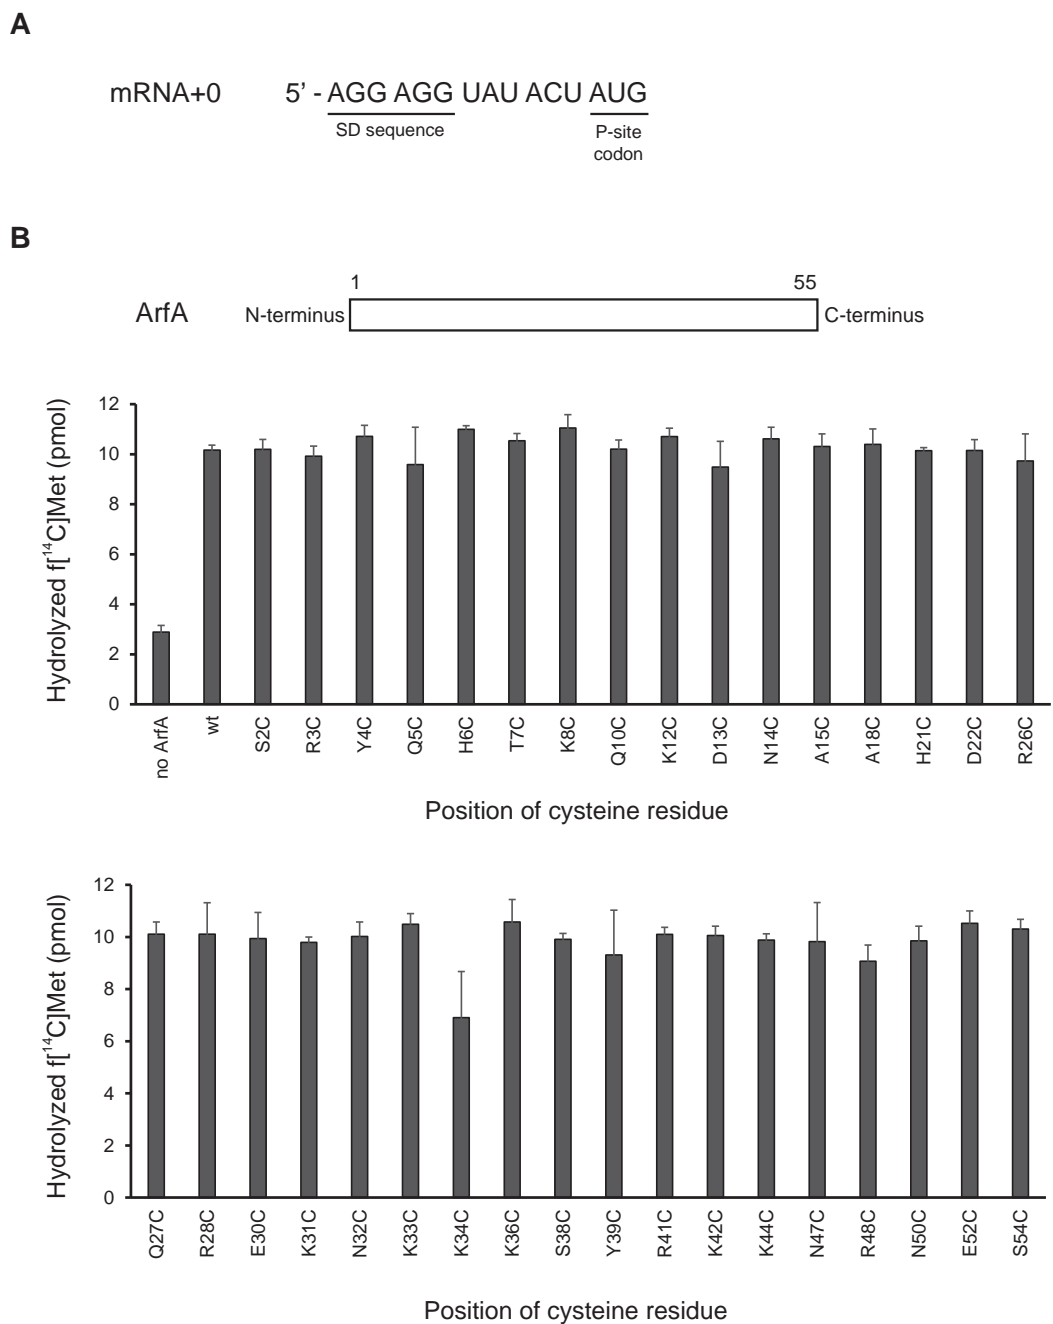 A
mRNA+0 5' - AGG AGG UAU ACU AUG
SD sequence P-site
codon
B
1 55
ArfA N-terminus C-terminus
Hydrolyzed f[¹⁴C]Met (pmol)
12
10
8
6
4
2
0
no ArfA wt S2C R3C Y4C Q5C H6C T7C K8C Q10C K12C D13C N14C A15C A18C H21C D22C R26C
Position of cysteine residue
Hydrolyzed f[¹⁴C]Met (pmol)
12
10
8
6
4
2
0
Q27C R28C E30C K31C N32C K33C K34C K36C S38C Y39C R41C K42C K44C N47C R48C N50C E52C S54C
Position of cysteine residue